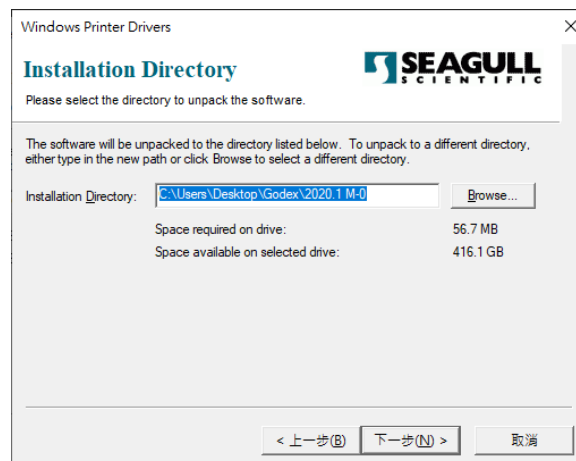 Windows Printer Drivers
Installation Directory
SEAGULL
SCIENTIFIC
Please select the directory to unpack the software.
The software will be unpacked to the directory listed below. To unpack to a different directory,
either type in the new path or click Browse to select a different directory.
Installation Directory: C:\Users\Desktop\Godex\2020.1 M-0 Browse...
Space required on drive: 56.7 MB
Space available on selected drive: 416.1 GB
< 上一步(B) 下一步(N) > 取消